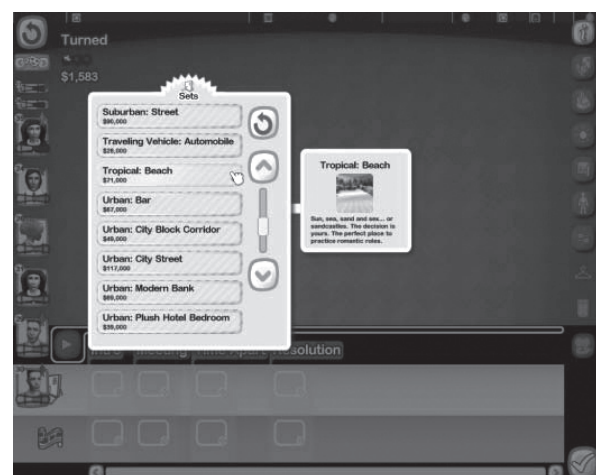 Turned
$1,583
Sets
Suburban: Street
$90,000
Traveling Vehicle: Automobile
$28,000
Tropical: Beach
$71,000
Urban: Bar
$67,000
Urban: City Block Corridor
$49,000
Urban: City Street
$117,000
Urban: Modern Bank
$69,000
Urban: Plush Hotel Bedroom
$39,000
Tropical: Beach
Sun, sea, sand and sex... or
sandcastles. The decision is
yours. The perfect place to
practice romantic roles.
Intro Meeting Time Apart Resolution